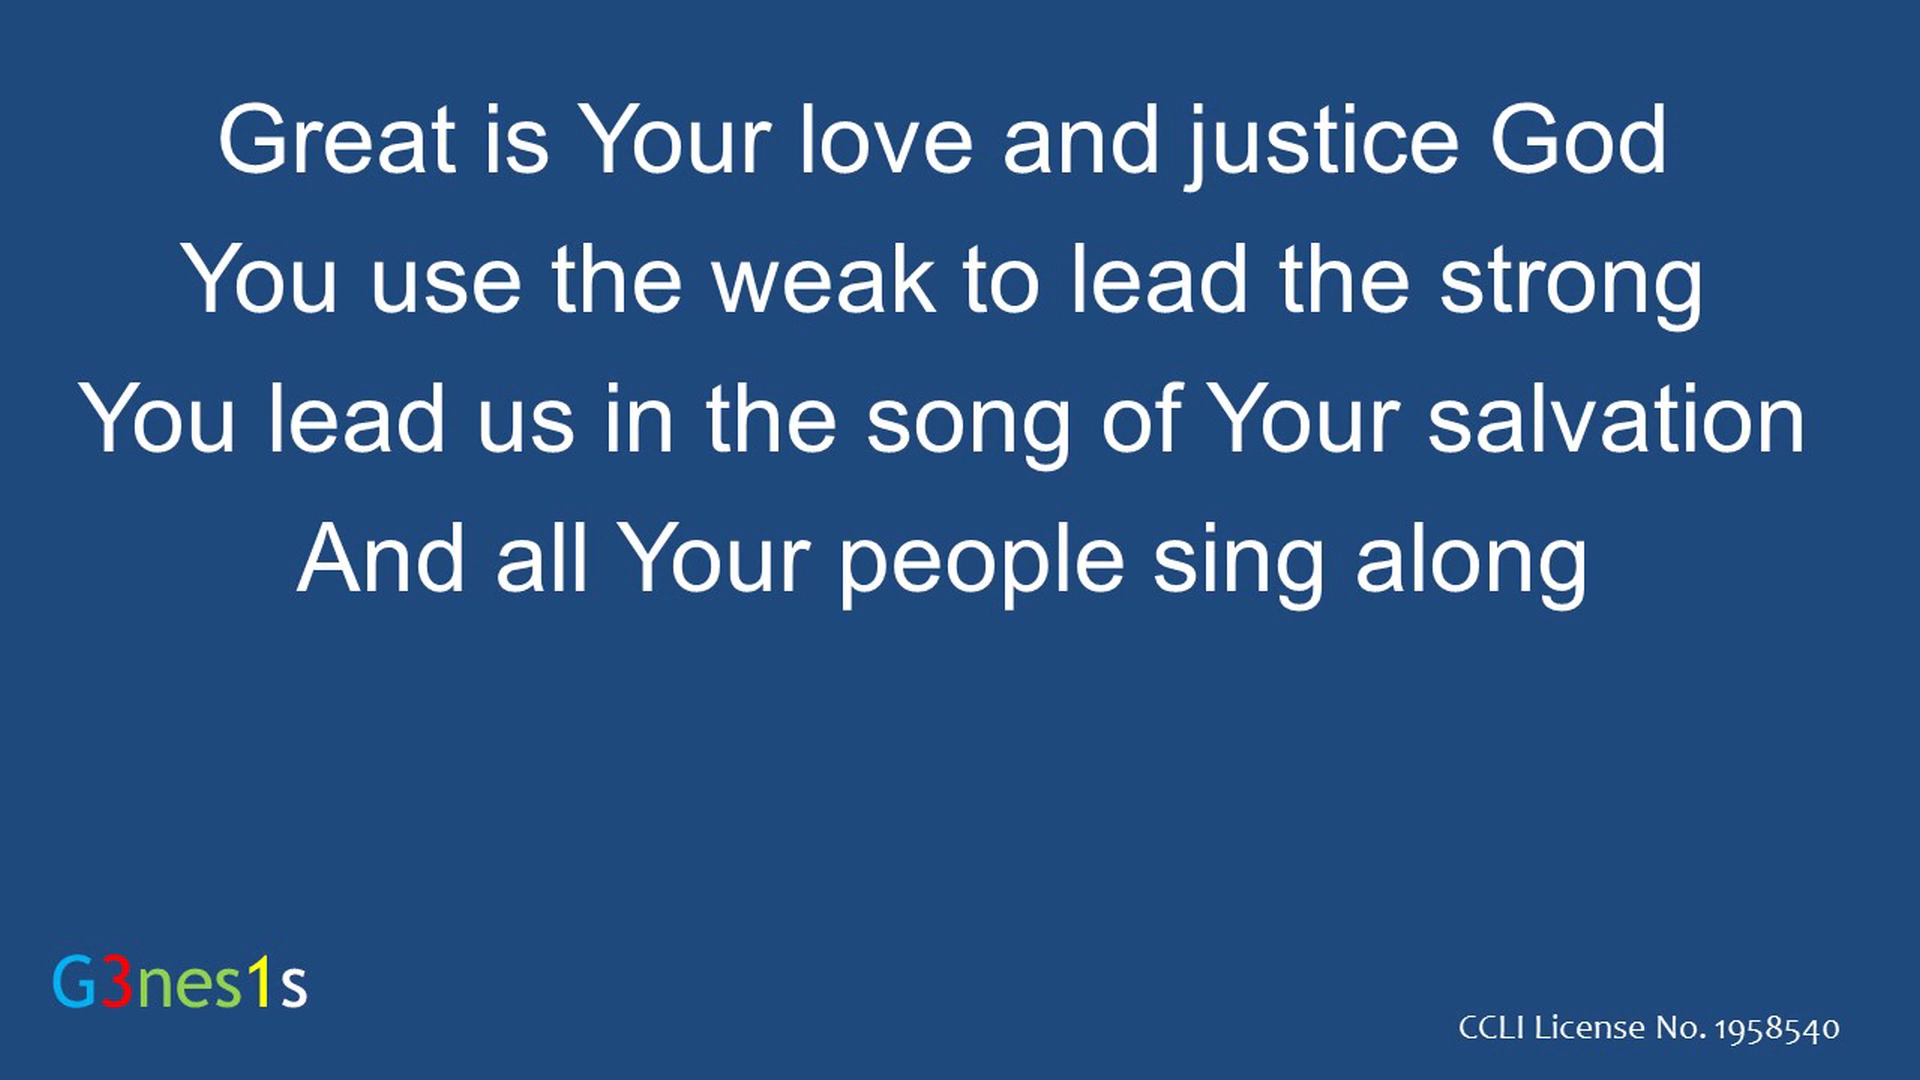 Great is Your love and justice God
You use the weak to lead the strong
You lead us in the song of Your salvation
And all Your people sing along
G3nes1s
CCLI License No. 1958540